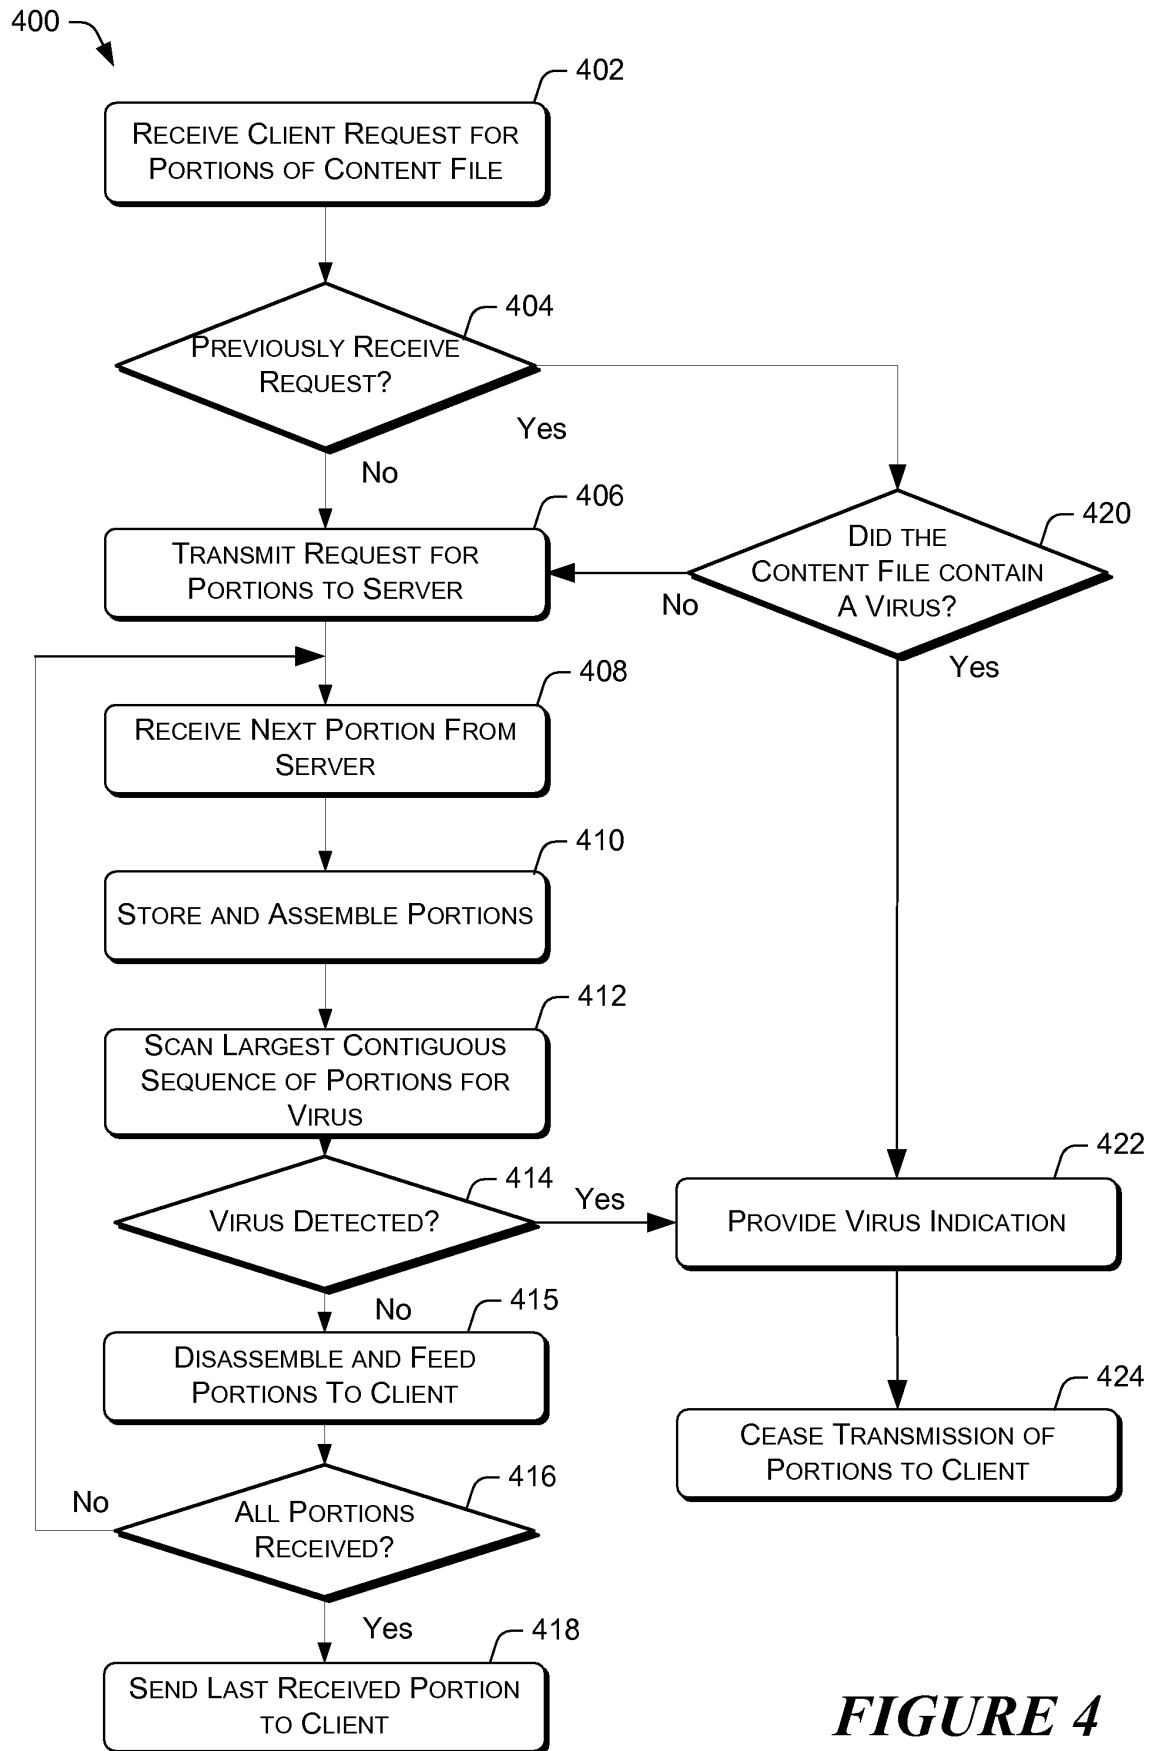 400
402
RECEIVE CLIENT REQUEST FOR
PORTIONS OF CONTENT FILE
404
PREVIOUSLY RECEIVE
REQUEST?
Yes
No
406
TRANSMIT REQUEST FOR
PORTIONS TO SERVER
420
DID THE
CONTENT FILE CONTAIN
A VIRUS?
No
Yes
408
RECEIVE NEXT PORTION FROM
SERVER
410
STORE AND ASSEMBLE PORTIONS
412
SCAN LARGEST CONTIGUOUS
SEQUENCE OF PORTIONS FOR
VIRUS
414
VIRUS DETECTED?
Yes
No
422
PROVIDE VIRUS INDICATION
415
DISASSEMBLE AND FEED
PORTIONS TO CLIENT
424
CEASE TRANSMISSION OF
PORTIONS TO CLIENT
416
ALL PORTIONS
RECEIVED?
No
Yes
418
SEND LAST RECEIVED PORTION
TO CLIENT
FIGURE 4